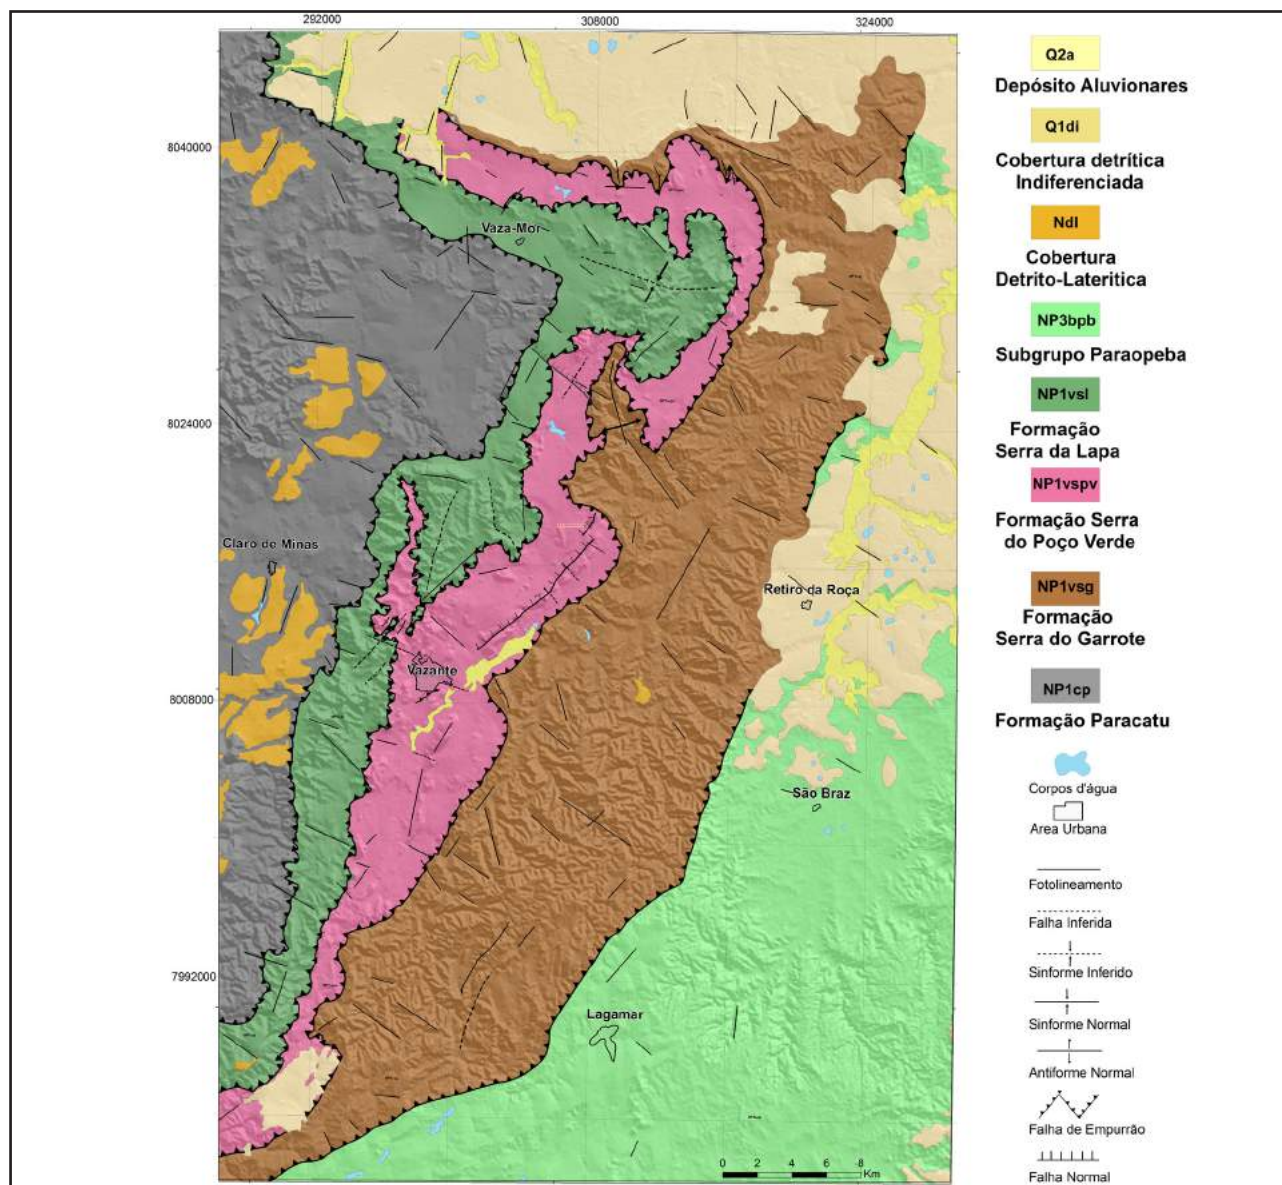 292000
308000
324000
8040000
8024000
8008000
7992000
Vaza-Mor
Claro de Minas
Vazante
Retiro da Roça
São Braz
Lagamar
0 2 4 6 8
Km
Q2a
Depósito Aluvionares
Q1di
Cobertura detrítica
Indiferenciada
Ndl
Cobertura
Detrito-Lateritica
NP3bpb
Subgrupo Paraopeba
NP1vsl
Formação
Serra da Lapa
NP1vspv
Formação Serra
do Poço Verde
NP1vsg
Formação
Serra do Garrote
NP1cp
Formação Paracatu
Corpos d'água
Area Urbana
Fotolineamento
Falha Inferida
Sinforme Inferido
Sinforme Normal
Antiforme Normal
Falha de Empurrão
Falha Normal